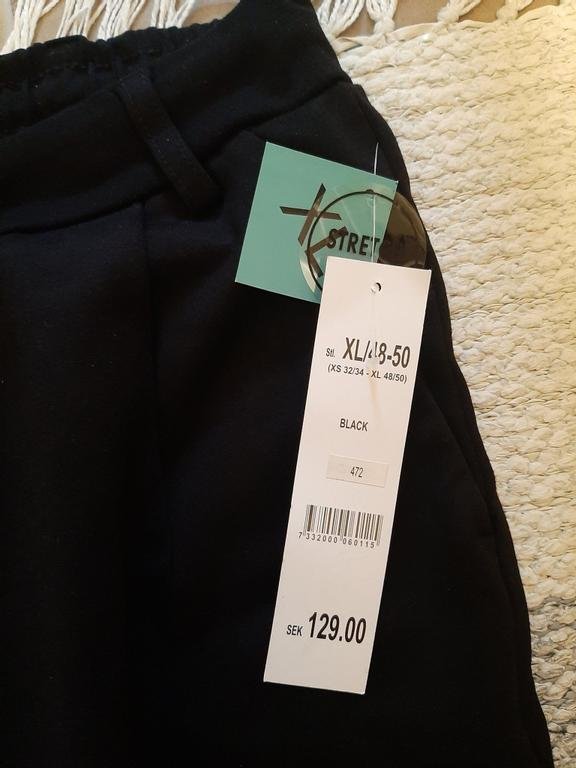 STRETCH
Stl. XL/48-50
(XS 32/34 - XL 48/50)
BLACK
472
7 332000 060115
SEK 129.00